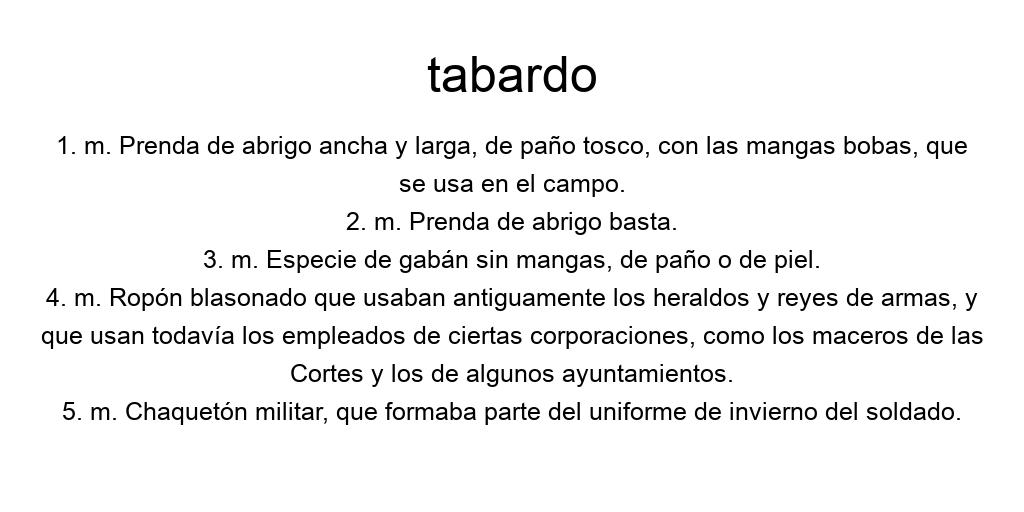 tabardo
1. m. Prenda de abrigo ancha y larga, de paño tosco, con las mangas bobas, que
se usa en el campo.
2. m. Prenda de abrigo basta.
3. m. Especie de gabán sin mangas, de paño o de piel.
4. m. Ropón blasonado que usaban antiguamente los heraldos y reyes de armas, y
que usan todavía los empleados de ciertas corporaciones, como los maceros de las
Cortes y los de algunos ayuntamientos.
5. m. Chaquetón militar, que formaba parte del uniforme de invierno del soldado.